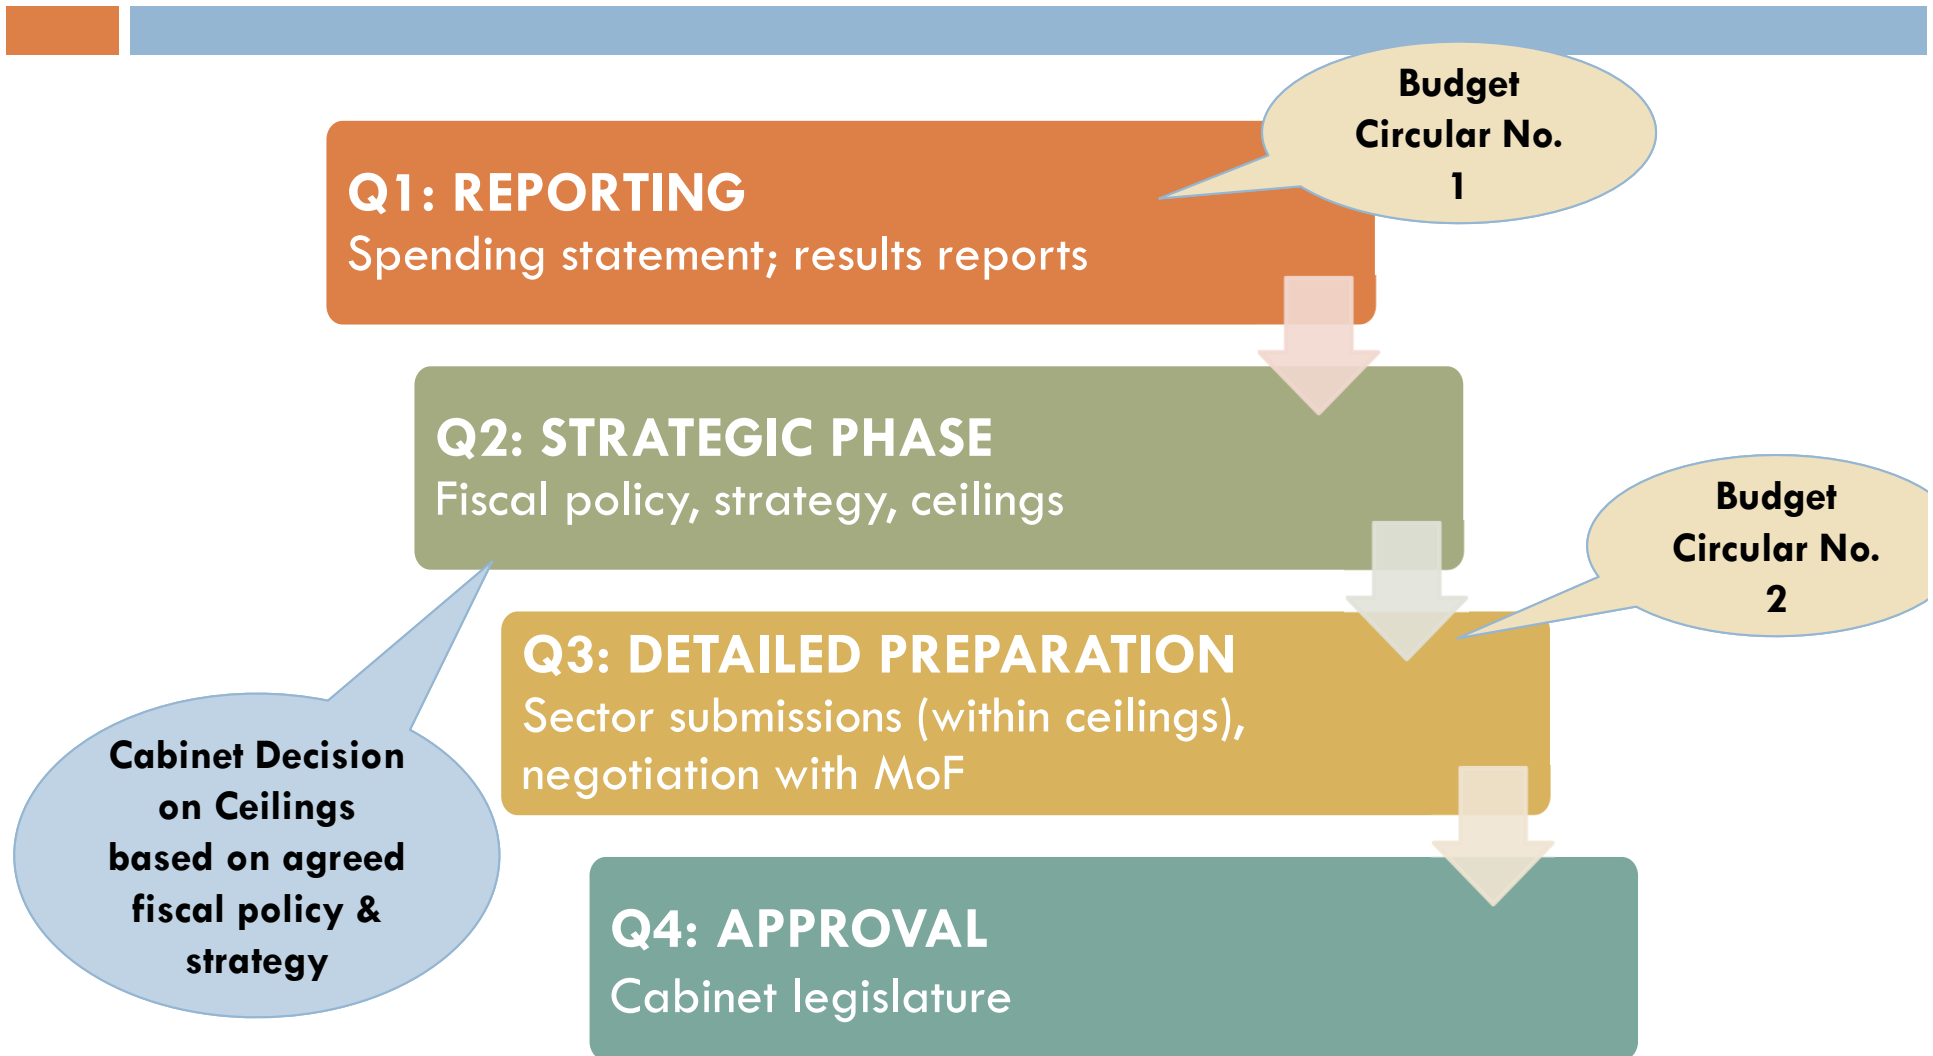 Budget
Circular No.
1
Q1: REPORTING
Spending statement; results reports
Q2: STRATEGIC PHASE
Fiscal policy, strategy, ceilings
Budget
Circular No.
2
Q3: DETAILED PREPARATION
Sector submissions (within ceilings),
negotiation with MoF
Cabinet Decision
on Ceilings
based on agreed
fiscal policy &
strategy
Q4: APPROVAL
Cabinet legislature